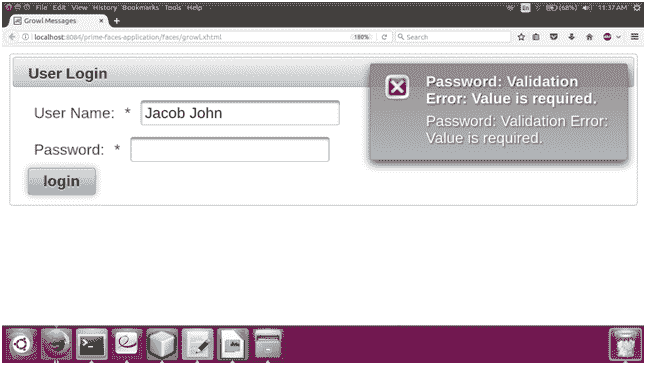 File Edit View History Bookmarks Tools Help
En
(68%)
11:37 AM
Growl Messages
localhost:8084/prime-faces-application/faces/growl.xhtml
180%
Search
User Login
User Name: *
Jacob John
Password: *
login
Password: Validation
Error: Value is required.
Password: Validation Error:
Value is required.